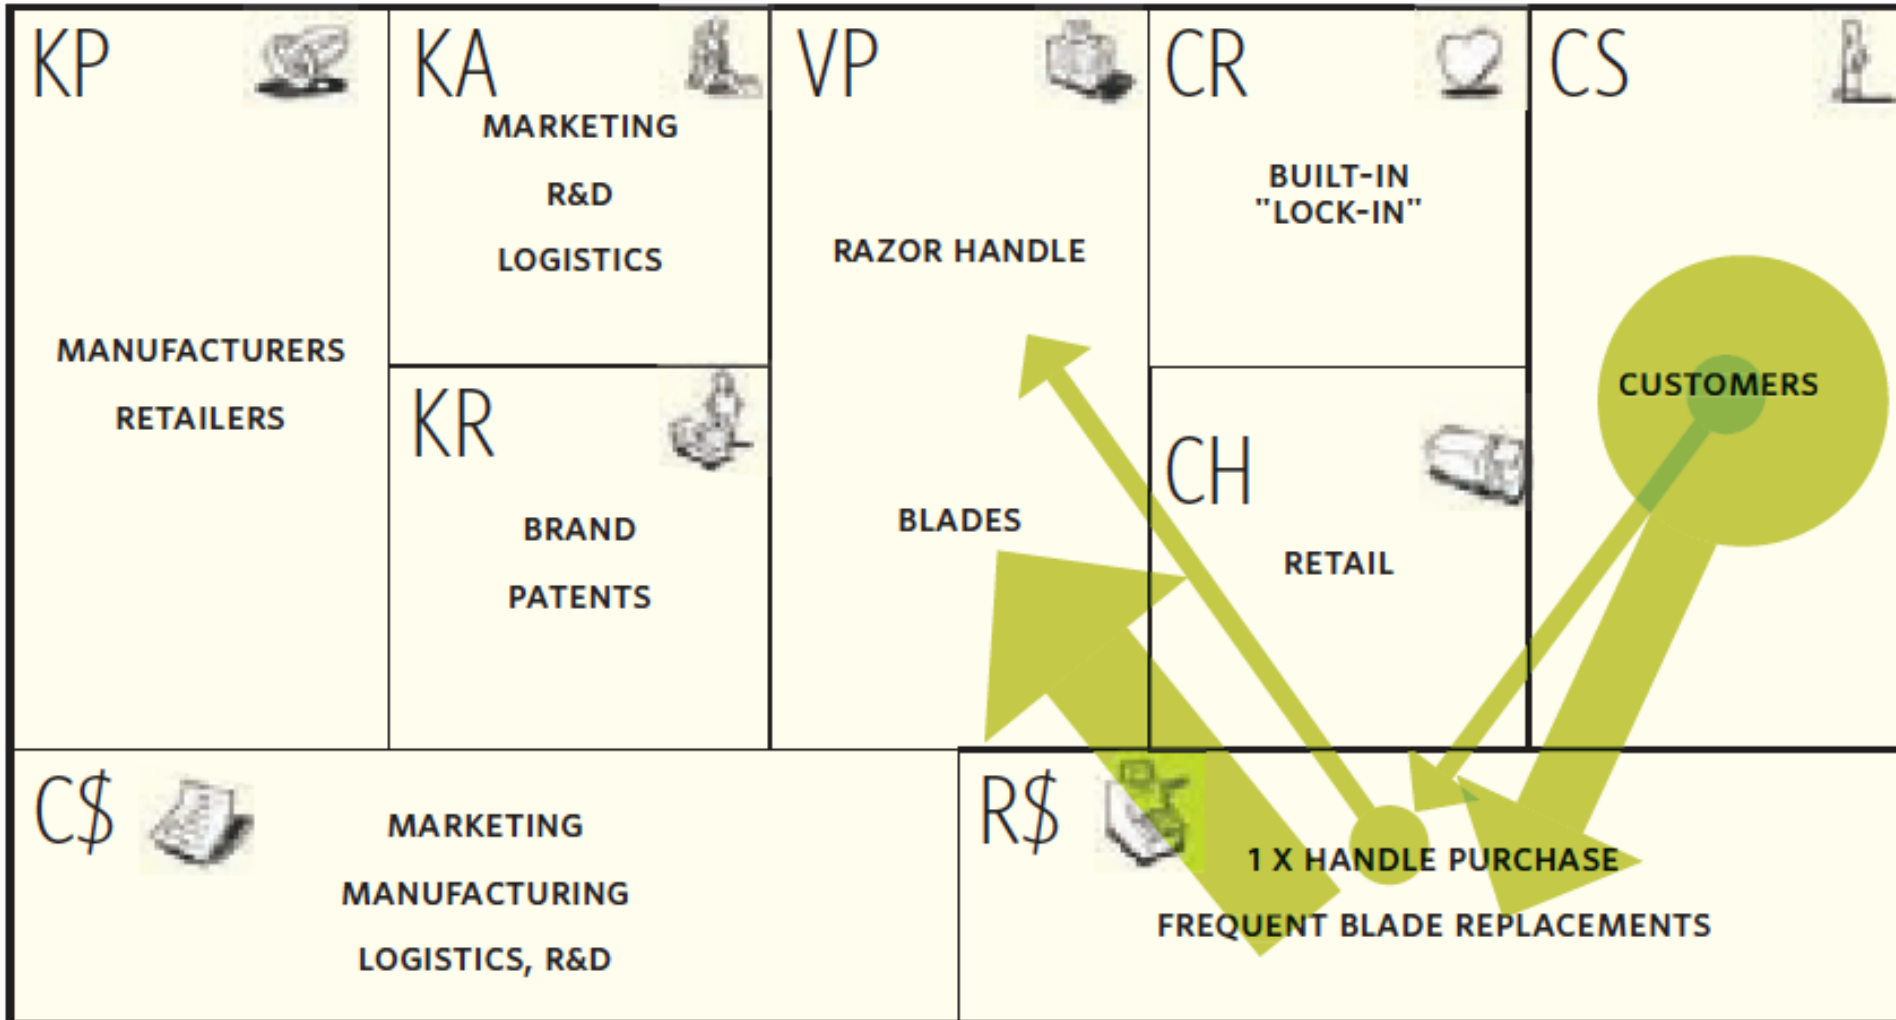 KP
MANUFACTURERS
RETAILERS
KA
MARKETING
R&D
LOGISTICS
KR
BRAND
PATENTS
VP
RAZOR HANDLE
BLADES
CR
BUILT-IN
"LOCK-IN"
CH
RETAIL
CS
CUSTOMERS
C$
MARKETING
MANUFACTURING
LOGISTICS, R&D
R$
1 X HANDLE PURCHASE
FREQUENT BLADE REPLACEMENTS